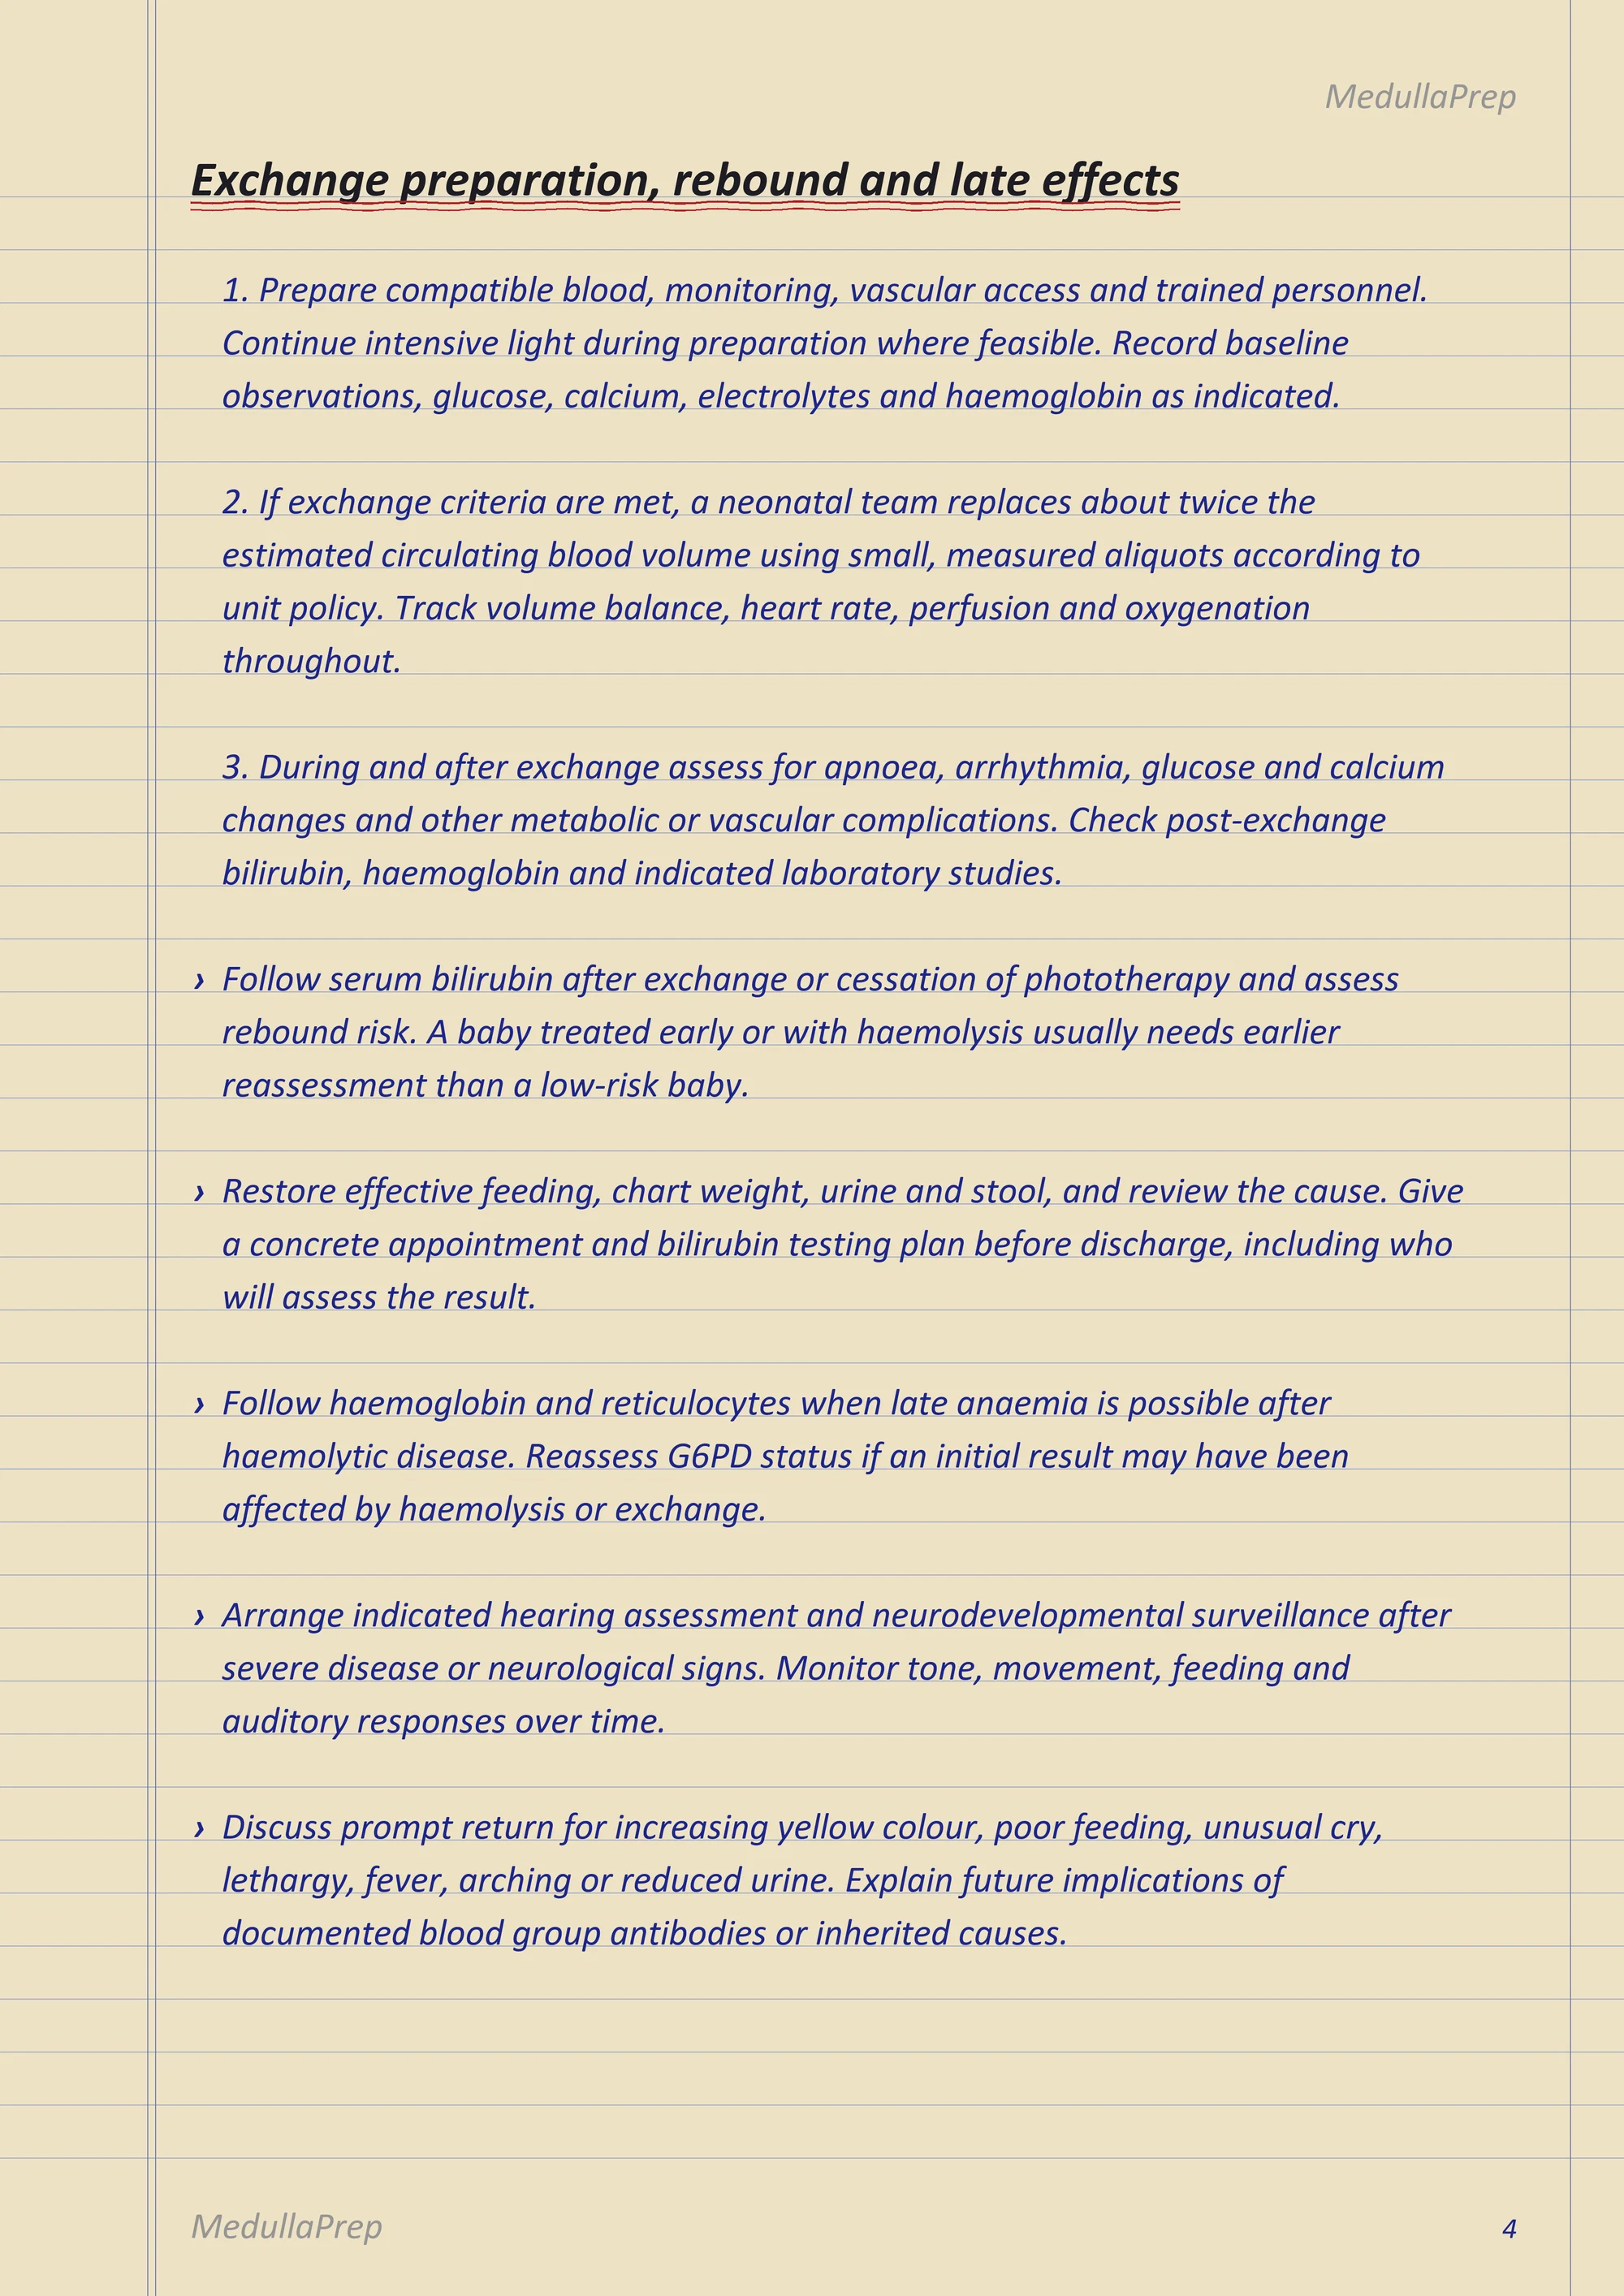 MedullaPrep
Exchange preparation, rebound and late effects
1. Prepare compatible blood, monitoring, vascular access and trained personnel.
Continue intensive light during preparation where feasible. Record baseline
observations, glucose, calcium, electrolytes and haemoglobin as indicated.
2. If exchange criteria are met, a neonatal team replaces about twice the
estimated circulating blood volume using small, measured aliquots according to
unit policy. Track volume balance, heart rate, perfusion and oxygenation
throughout.
3. During and after exchange assess for apnoea, arrhythmia, glucose and calcium
changes and other metabolic or vascular complications. Check post-exchange
bilirubin, haemoglobin and indicated laboratory studies.
› Follow serum bilirubin after exchange or cessation of phototherapy and assess
rebound risk. A baby treated early or with haemolysis usually needs earlier
reassessment than a low-risk baby.
› Restore effective feeding, chart weight, urine and stool, and review the cause. Give
a concrete appointment and bilirubin testing plan before discharge, including who
will assess the result.
› Follow haemoglobin and reticulocytes when late anaemia is possible after
haemolytic disease. Reassess G6PD status if an initial result may have been
affected by haemolysis or exchange.
› Arrange indicated hearing assessment and neurodevelopmental surveillance after
severe disease or neurological signs. Monitor tone, movement, feeding and
auditory responses over time.
› Discuss prompt return for increasing yellow colour, poor feeding, unusual cry,
lethargy, fever, arching or reduced urine. Explain future implications of
documented blood group antibodies or inherited causes.
MedullaPrep
4